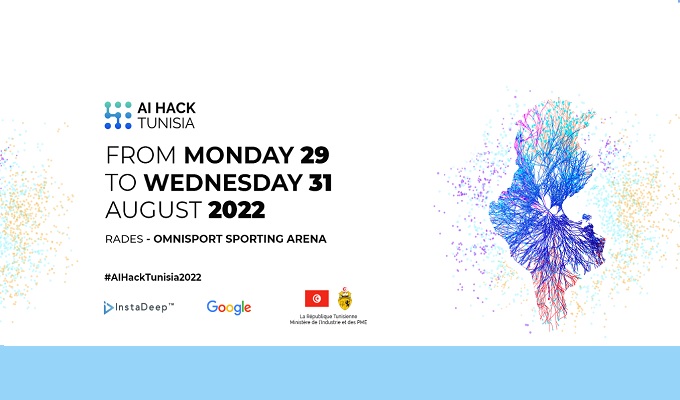 AI HACK
TUNISIA
FROM MONDAY 29
TO WEDNESDAY 31
AUGUST 2022
RADES - OMNISPORT SPORTING ARENA
#AIHackTunisia2022
InstaDeep™
Google
La République Tunisienne
Ministère de l'Industrie et des PME